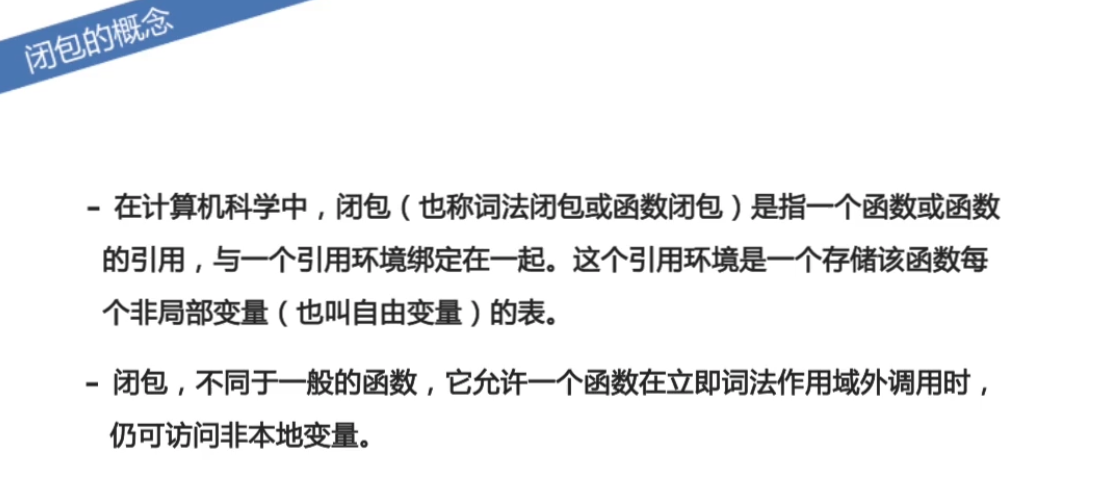 闭包的概念
- 在计算机科学中，闭包（也称词法闭包或函数闭包）是指一个函数或函数
的引用，与一个引用环境绑定在一起。这个引用环境是一个存储该函数每
个非局部变量（也叫自由变量）的表。
- 闭包，不同于一般的函数，它允许一个函数在立即词法作用域外调用时，
仍可访问非本地变量。